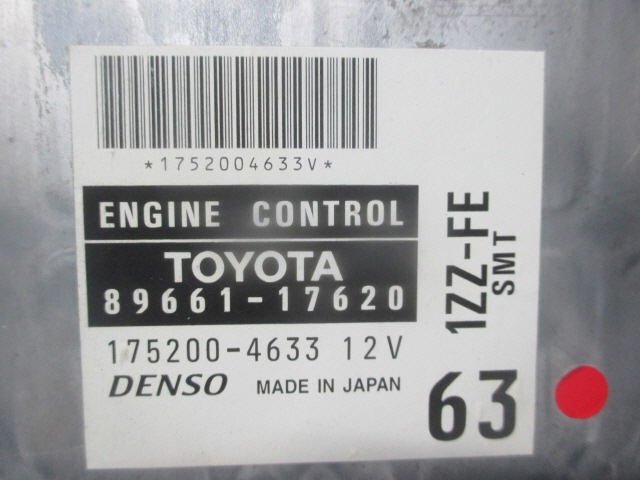 *1752004633V*
ENGINE CONTROL
TOYOTA
89661-17620
175200-4633 12V
DENSO MADE IN JAPAN
1ZZ-FE
SMT
63